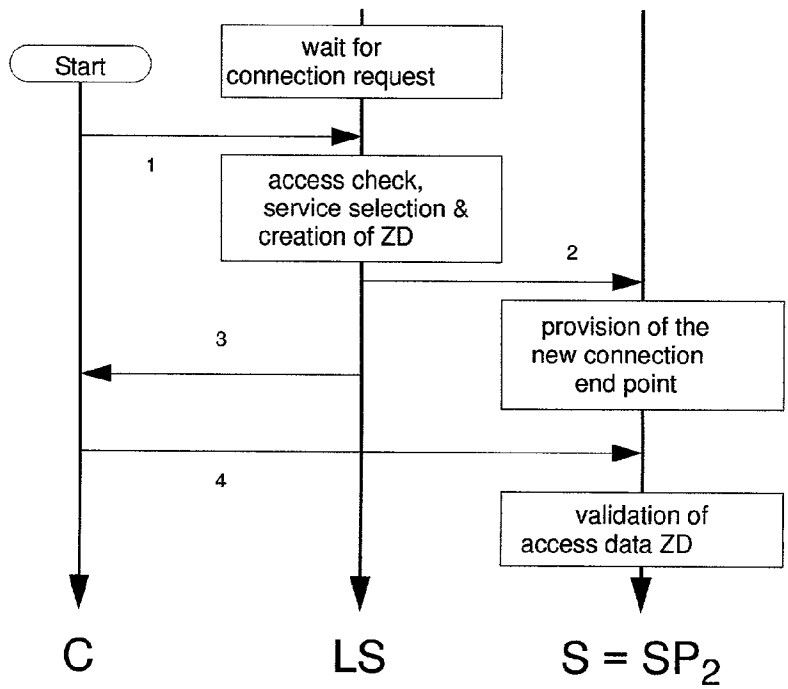 wait for
connection request
Start
1
access check,
service selection &
creation of ZD
2
provision of the
new connection
end point
3
4
validation of
access data ZD
C
LS
S = SP₂